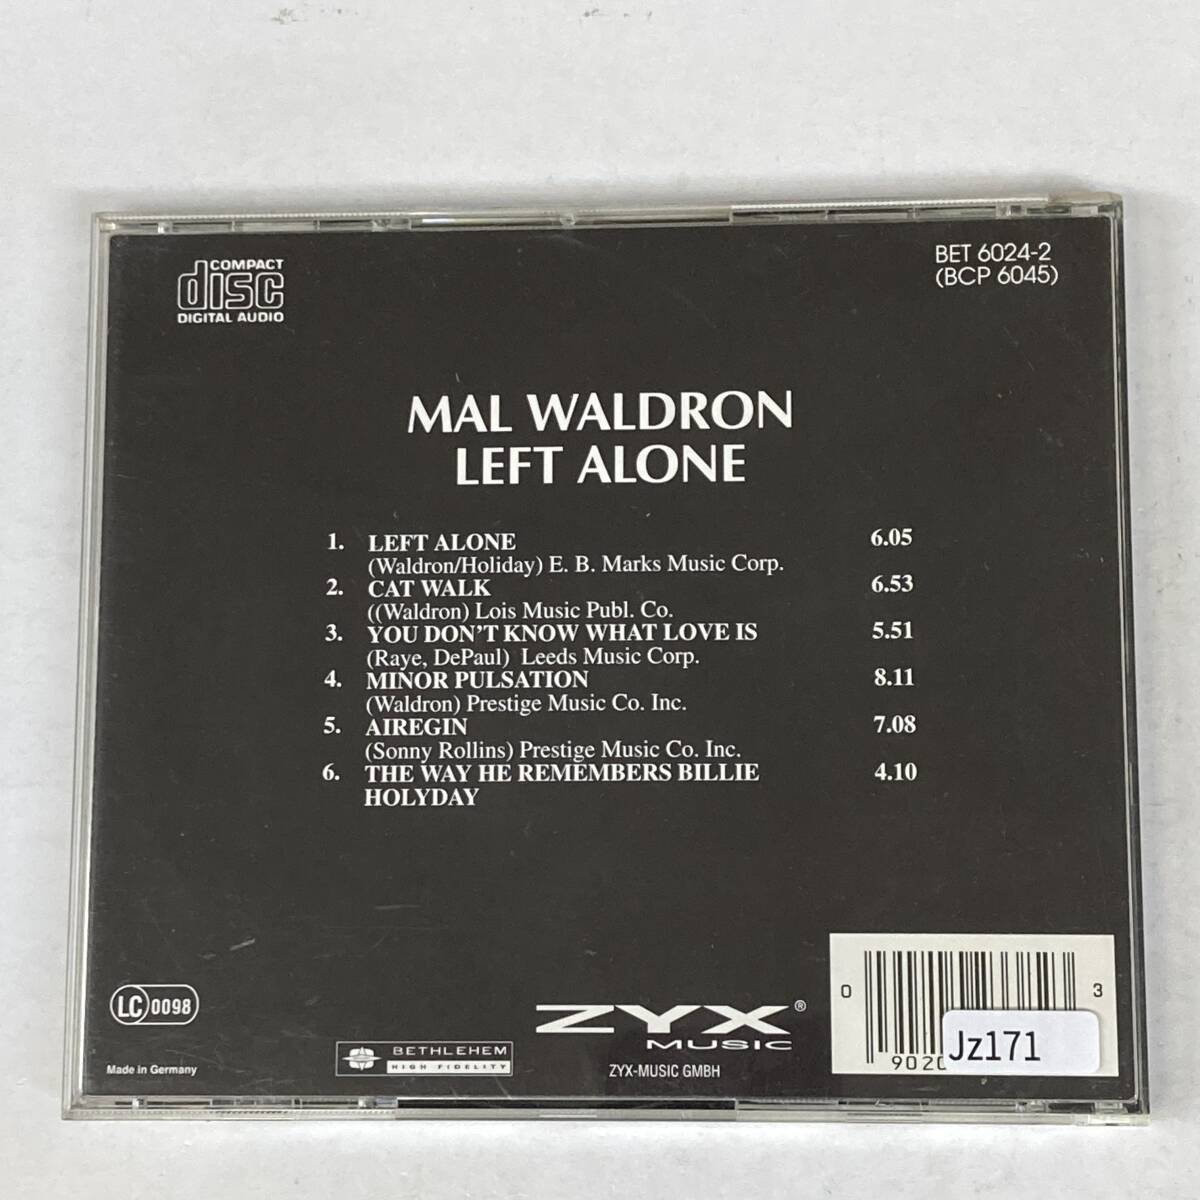 COMPACT
disc
DIGITAL AUDIO
BET 6024-2
(BCP 6045)
MAL WALDRON
LEFT ALONE
1. LEFT ALONE 6.05
(Waldron/Holiday) E. B. Marks Music Corp.
2. CAT WALK 6.53
((Waldron) Lois Music Publ. Co.
3. YOU DON'T KNOW WHAT LOVE IS 5.51
(Raye, DePaul) Leeds Music Corp.
4. MINOR PULSATION 8.11
(Waldron) Prestige Music Co. Inc.
5. AIREGIN 7.08
(Sonny Rollins) Prestige Music Co. Inc.
6. THE WAY HE REMEMBERS BILLIE 4.10
HOLYDAY
LC 0098
Made in Germany
BETHLEHEM
HIGH FIDELITY
ZYX®
MUSIC
ZYX-MUSIC GMBH
0 3
9020
Jz171